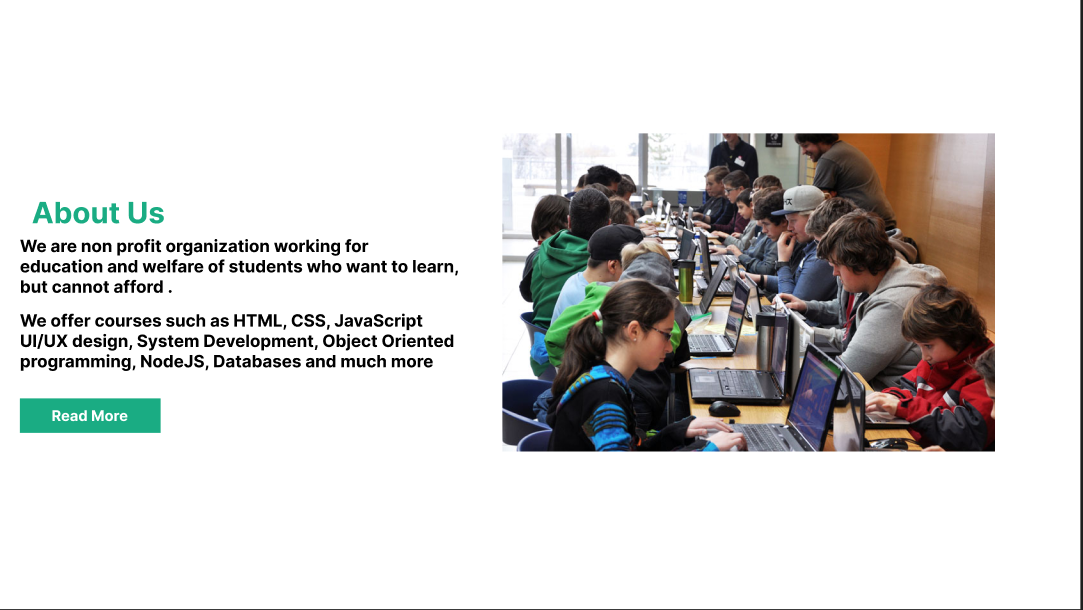 About Us
We are non profit organization working for
education and welfare of students who want to learn,
but cannot afford .
We offer courses such as HTML, CSS, JavaScript
UI/UX design, System Development, Object Oriented
programming, NodeJS, Databases and much more
Read More